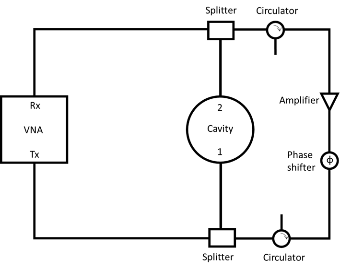 Splitter
Circulator
Rx
VNA
Tx
2
Cavity
1
Amplifier
Phase
shifter
Φ
Splitter
Circulator